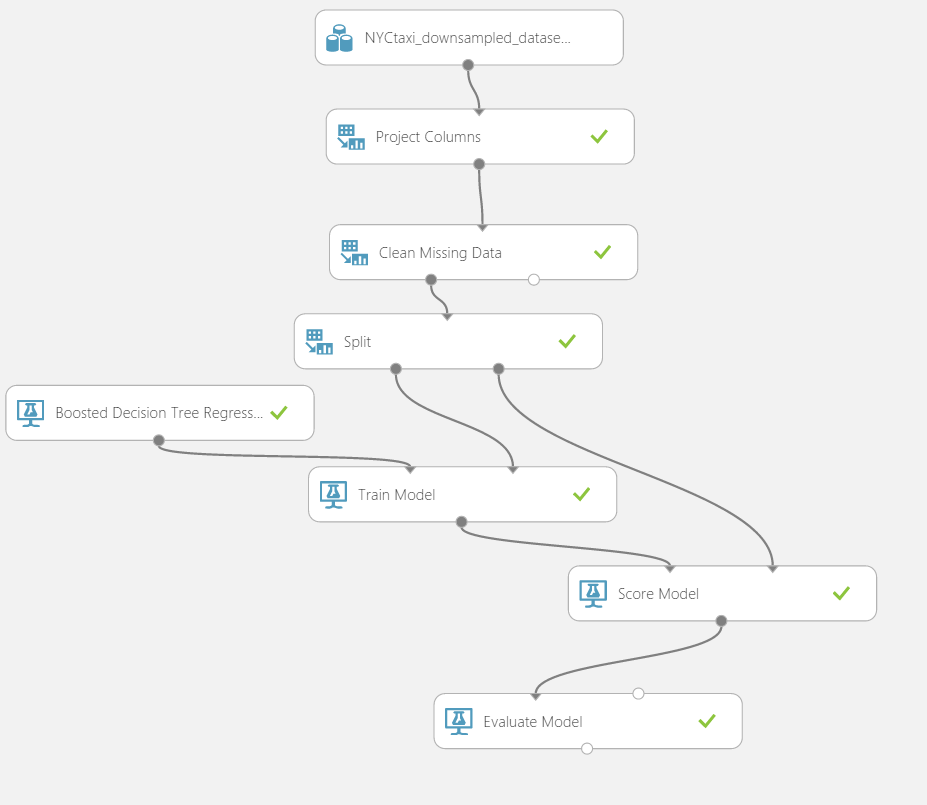 NYCtaxi_downsampled_datase...
Project Columns
Clean Missing Data
Split
Boosted Decision Tree Regress...
Train Model
Score Model
Evaluate Model